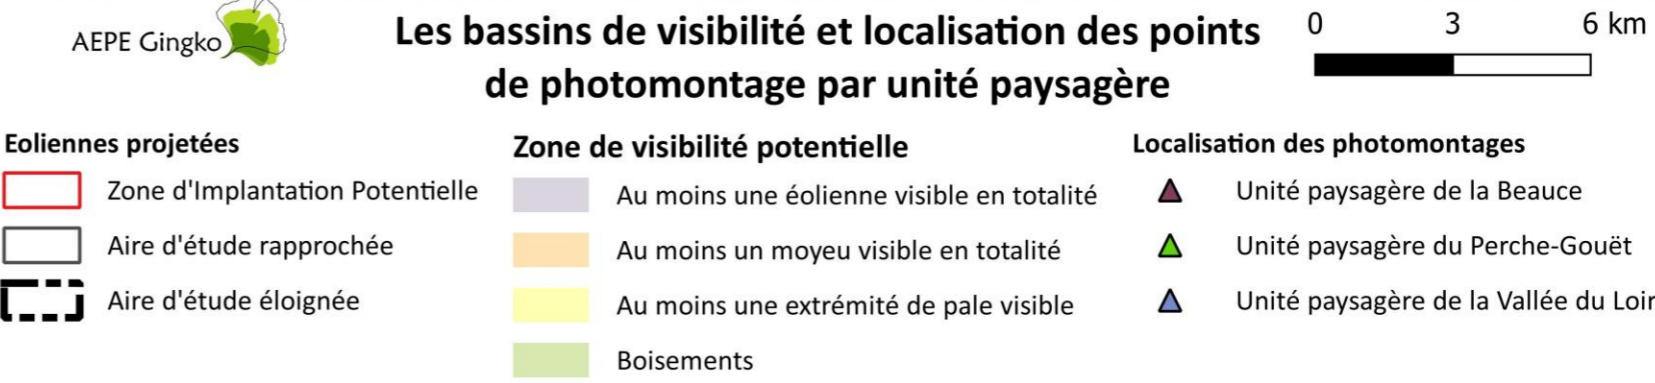 AEPE Gingko
Les bassins de visibilité et localisation des points
de photomontage par unité paysagère
0 3 6 km
Eoliennes projetées
Zone d'Implantation Potentielle
Aire d'étude rapprochée
Aire d'étude éloignée
Zone de visibilité potentielle
Au moins une éolienne visible en totalité
Au moins un moyeu visible en totalité
Au moins une extrémité de pale visible
Boisements
Localisation des photomontages
Unité paysagère de la Beauce
Unité paysagère du Perche-Gouët
Unité paysagère de la Vallée du Loir